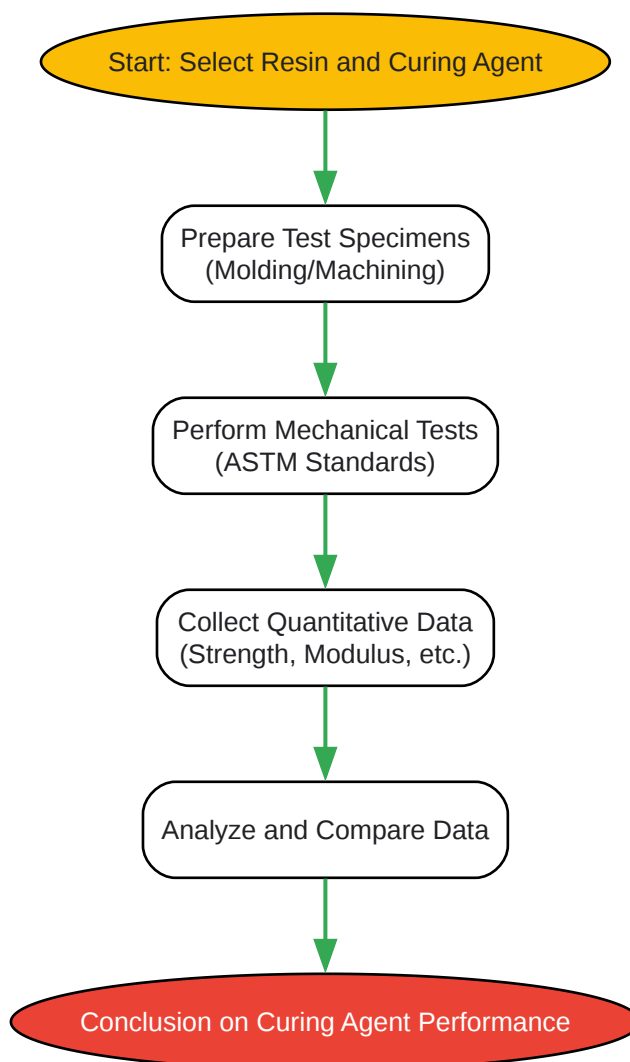 Start: Select Resin and Curing Agent
Prepare Test Specimens
(Molding/Machining)
Perform Mechanical Tests
(ASTM Standards)
Collect Quantitative Data
(Strength, Modulus, etc.)
Analyze and Compare Data
Conclusion on Curing Agent Performance